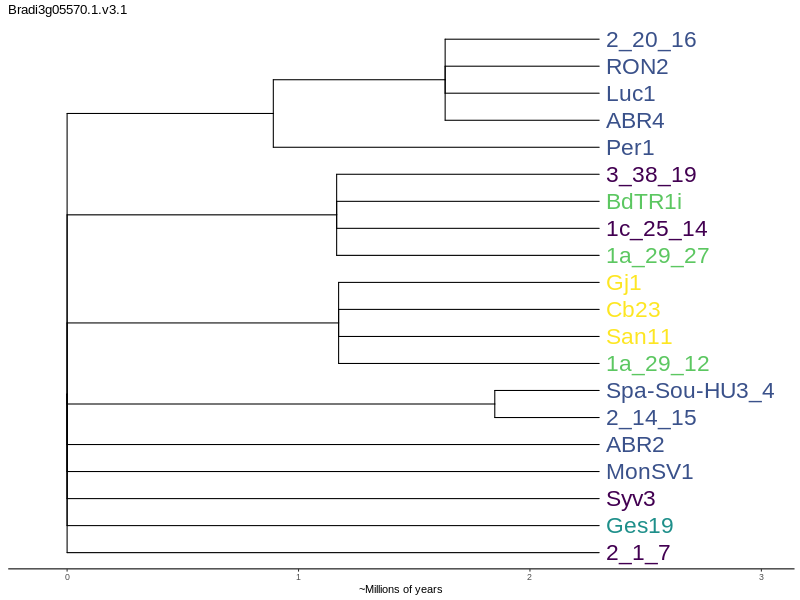 Bradi3g05570.1.v3.1
2_20_16
RON2
Luc1
ABR4
Per1
3_38_19
BdTR1i
1c_25_14
1a_29_27
Gj1
Cb23
San11
1a_29_12
Spa-Sou-HU3_4
2_14_15
ABR2
MonSV1
Syv3
Ges19
2_1_7
0 1 2 3
~Millions of years